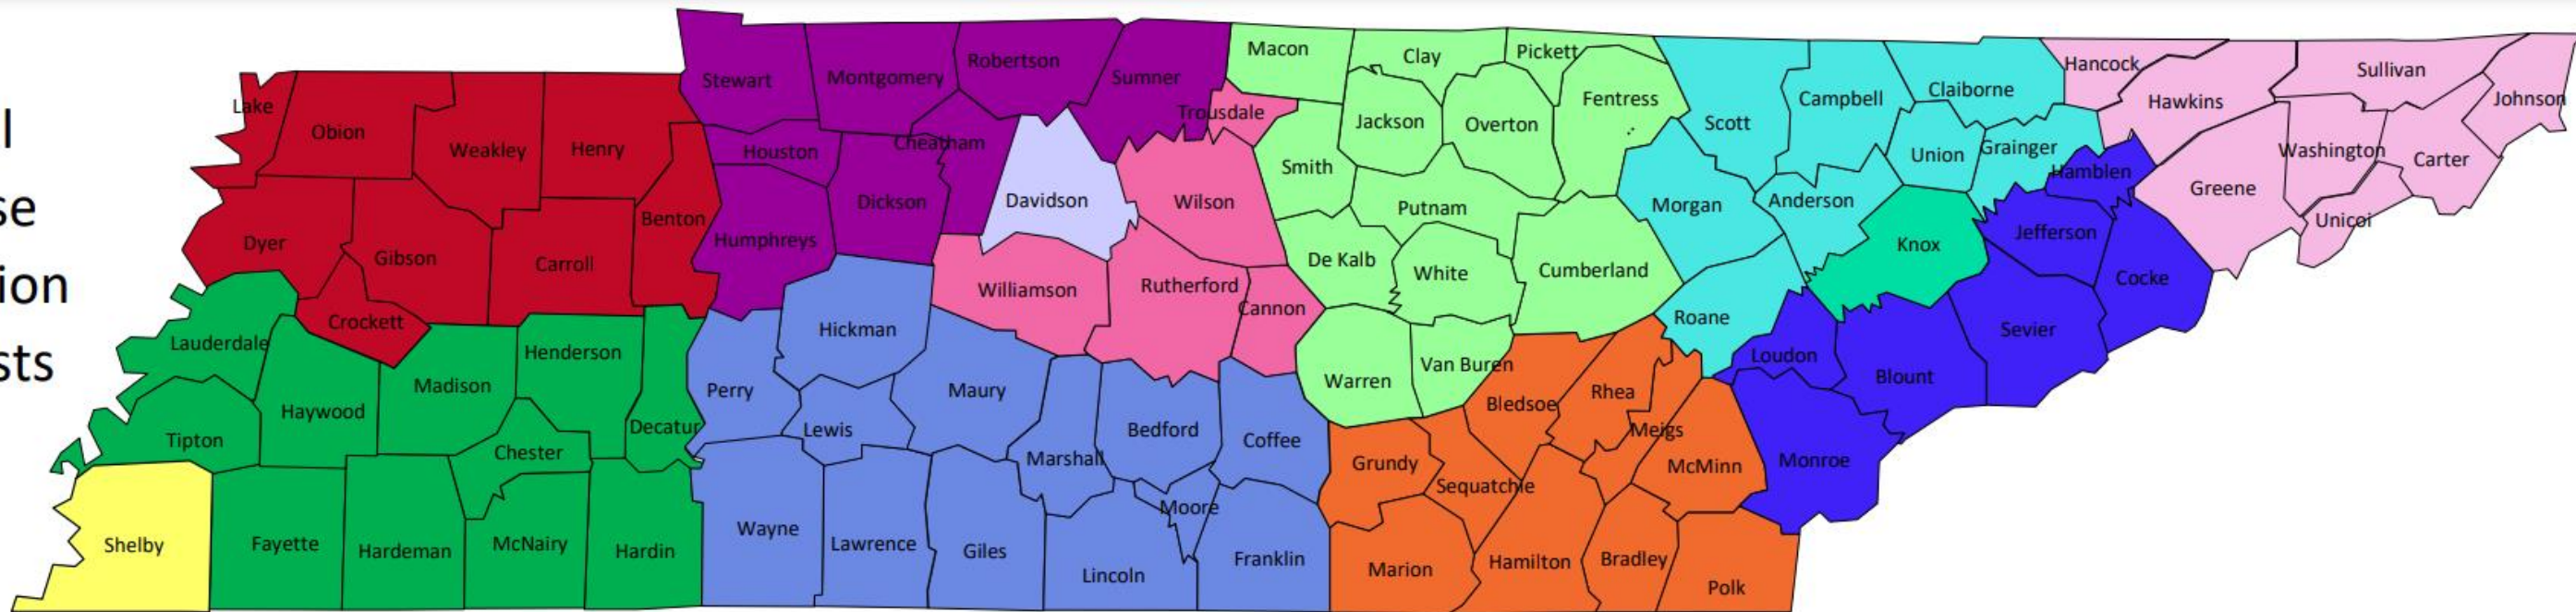 l
se
ion
sts
Lake
Obion
Weakley
Henry
Dyer
Gibson
Carroll
Benton
Crockett
Lauderdale
Tipton
Haywood
Madison
Henderson
Decatur
Chester
Shelby
Fayette
Hardeman
McNairy
Hardin
Stewart
Montgomery
Robertson
Sumner
Houston
Cheatham
Dickson
Humphreys
Davidson
Trousdale
Wilson
Williamson
Rutherford
Cannon
Hickman
Perry
Lewis
Maury
Marshall
Bedford
Coffee
Moore
Wayne
Lawrence
Giles
Lincoln
Franklin
Macon
Clay
Pickett
Jackson
Overton
Fentress
Smith
Putnam
De Kalb
White
Cumberland
Warren
Van Buren
Bledsoe
Rhea
Meigs
McMinn
Grundy
Sequatchie
Marion
Hamilton
Bradley
Polk
Scott
Campbell
Claiborne
Union
Grainger
Morgan
Anderson
Roane
Knox
Hamblen
Jefferson
Cocke
Sevier
Loudon
Blount
Monroe
Hancock
Hawkins
Sullivan
Johnson
Washington
Carter
Greene
Unicoi